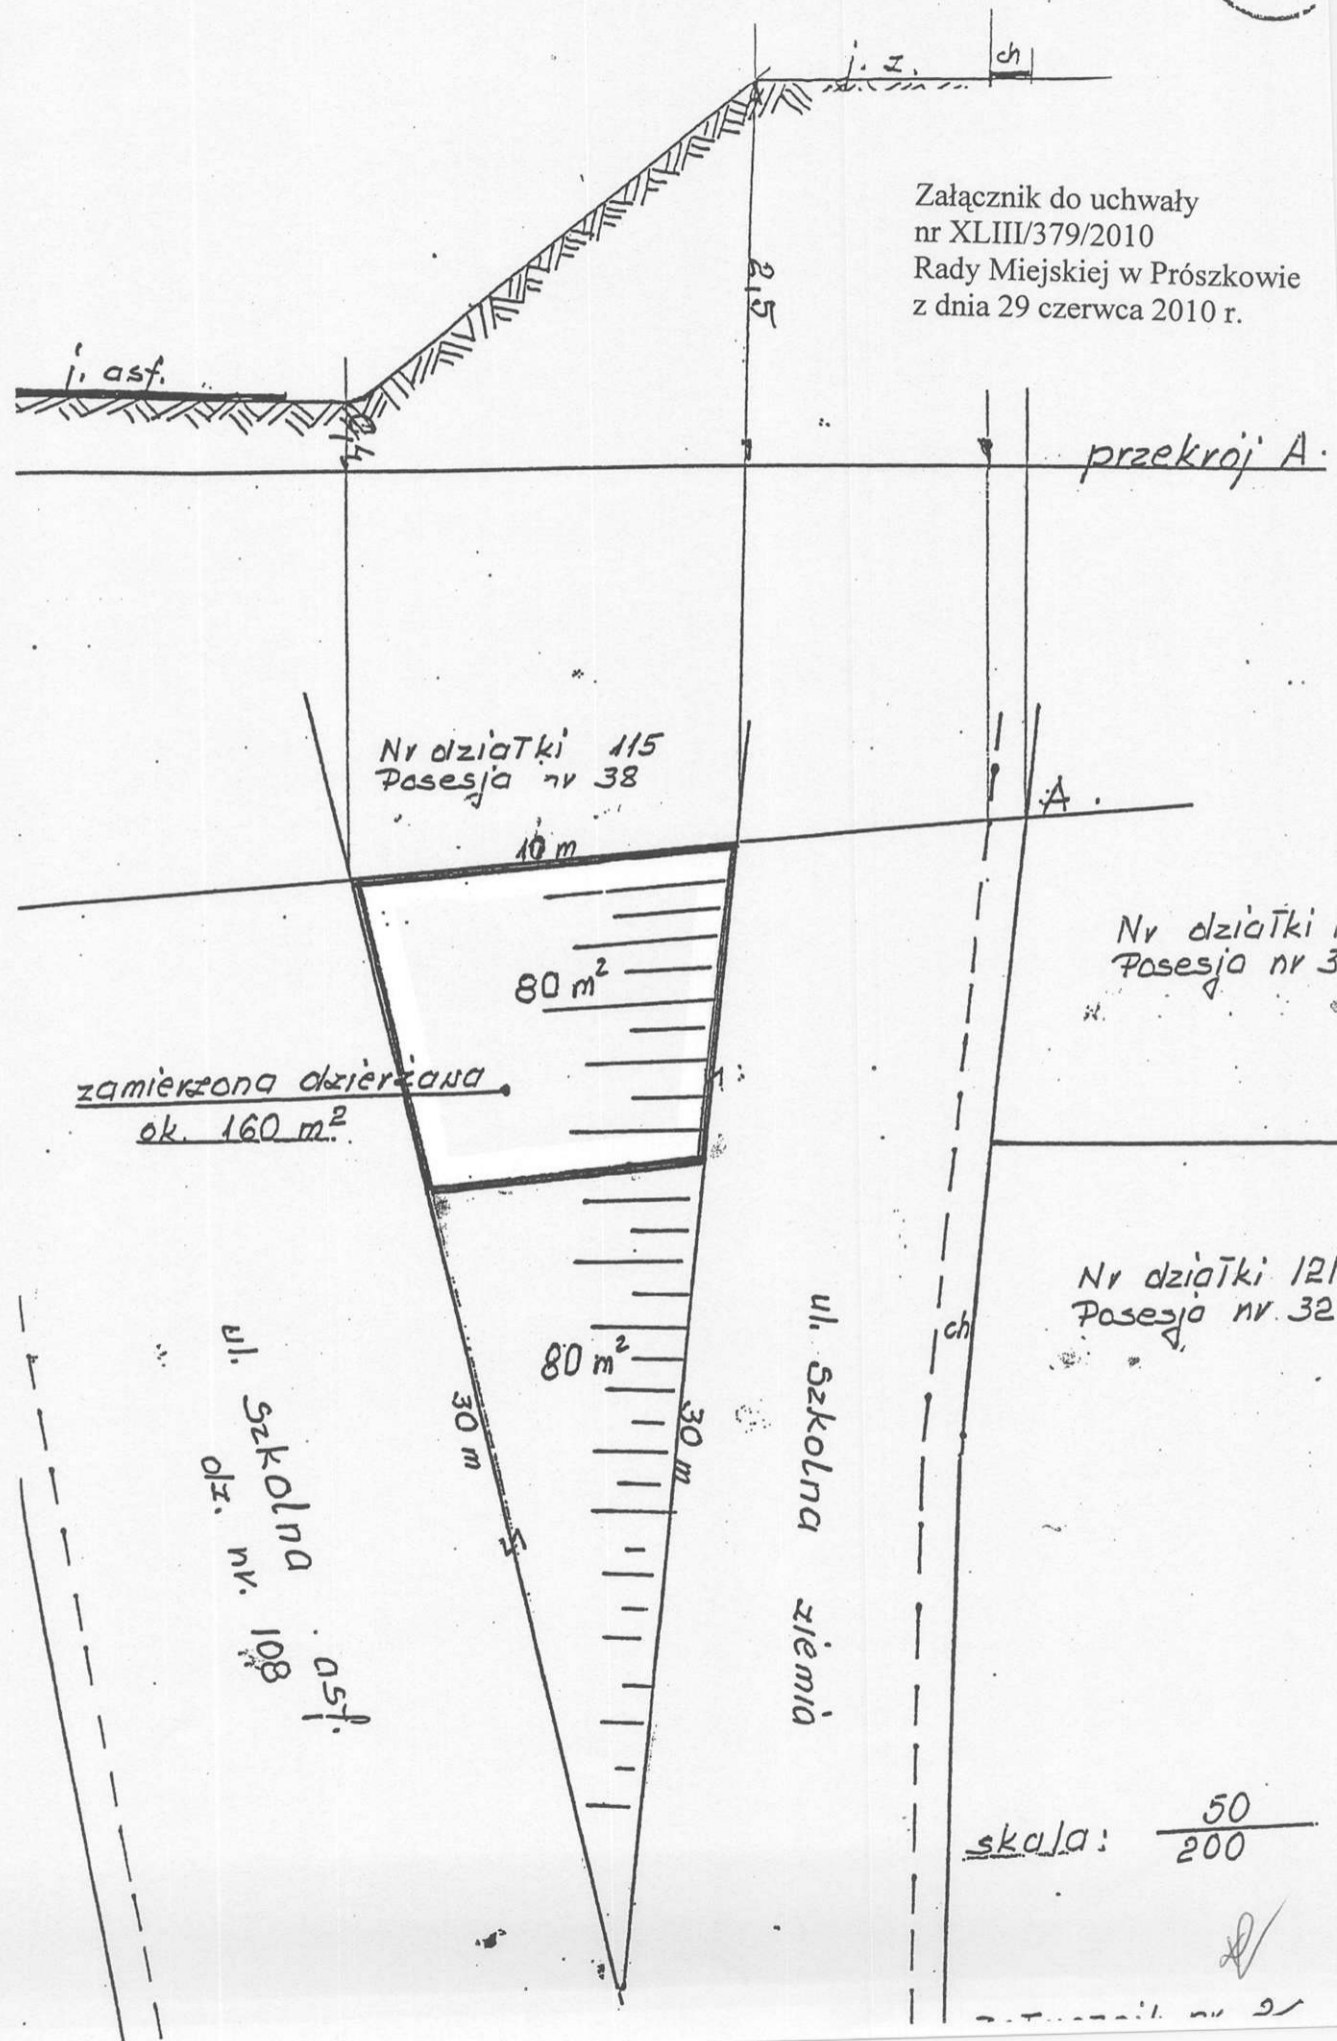 j. z.
ch
Załącznik do uchwały
nr XLIII/379/2010
Rady Miejskiej w Prószkowie
z dnia 29 czerwca 2010 r.
2,5
j. asf.
przekrój A.
Nr działki 115
Posesja nr 38
A.
10 m
Nr działki
Posesja nr 3
80 m²
zamierzona dzierżawa
ok. 160 m²
Nr działki 121
Posesja nr 32
ch
80 m²
30 m
30 m
ul. Szkolna asf.
dz. nr. 108
ul. Szkolna ziemia
skala: 50
200